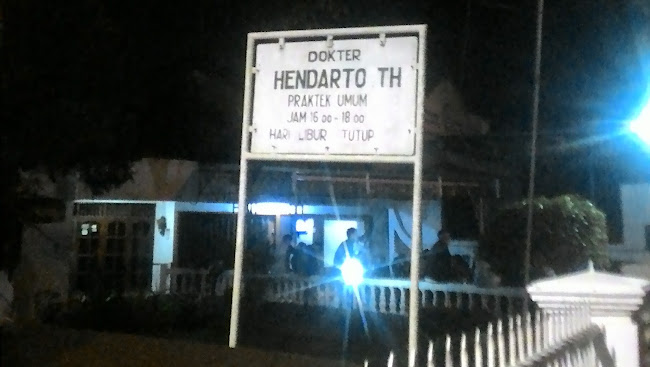 DOKTER
HENDARTO TH
PRAKTEK UMUM
JAM 16 00 - 18 00
HARI LIBUR TUTUP